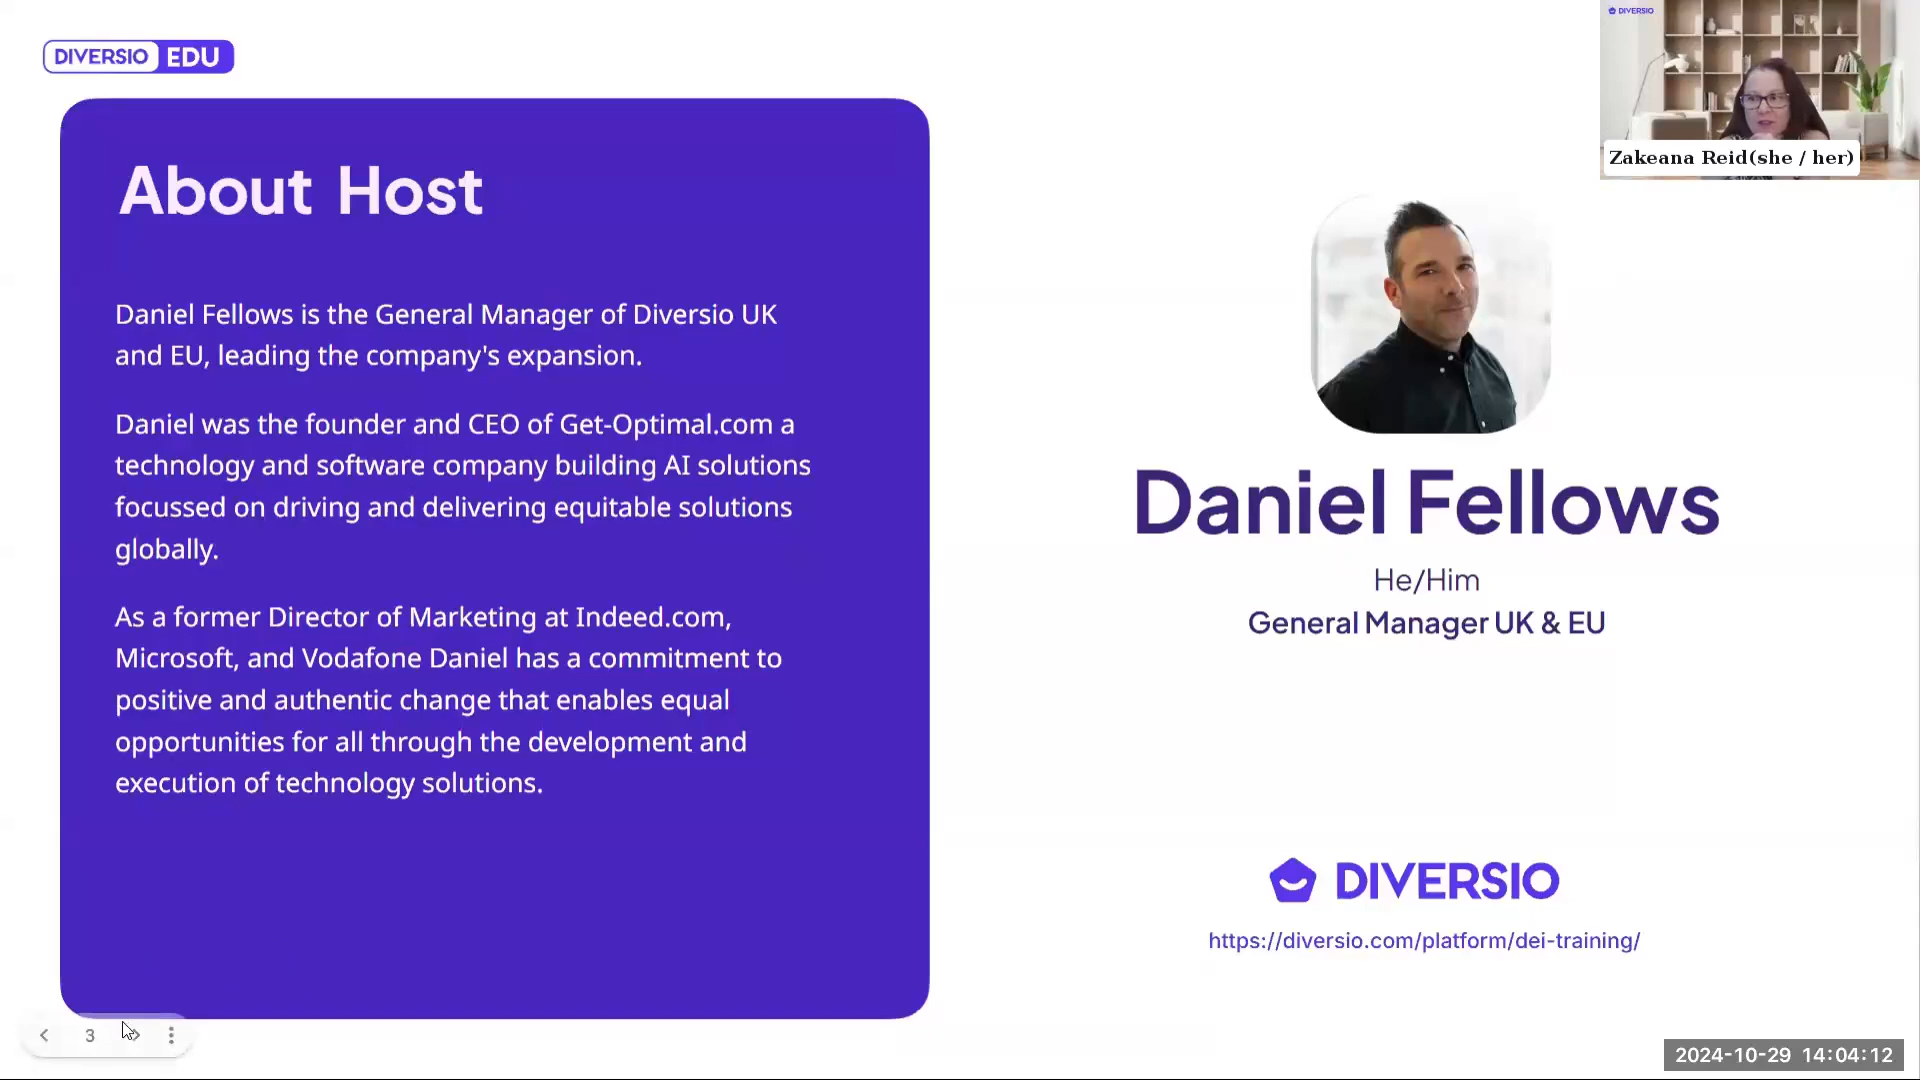 DIVERSIO EDU
DIVERSIO
Zakeana Reid(she / her)
About Host
Daniel Fellows is the General Manager of Diversio UK
and EU, leading the company's expansion.
Daniel was the founder and CEO of Get-Optimal.com a
technology and software company building AI solutions
focussed on driving and delivering equitable solutions
globally.
As a former Director of Marketing at Indeed.com,
Microsoft, and Vodafone Daniel has a commitment to
positive and authentic change that enables equal
opportunities for all through the development and
execution of technology solutions.
Daniel Fellows
He/Him
General Manager UK & EU
DIVERSIO
https://diversio.com/platform/dei-training/
3
2024-10-29 14:04:12